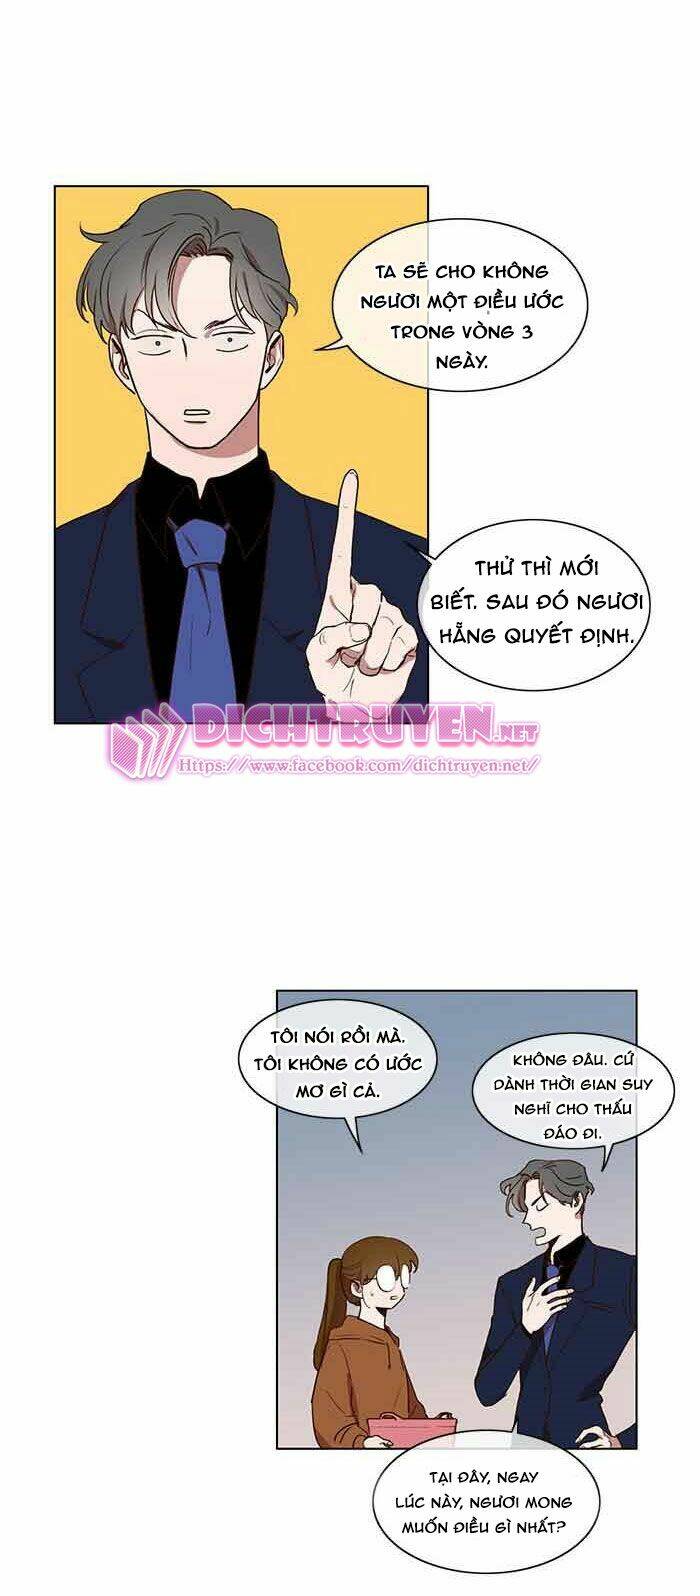 TA SẼ CHO KHÔNG
NGƯƠI MỘT ĐIỀU ƯỚC
TRONG VÒNG 3
NGÀY.
THỬ THÌ MỚI
BIẾT. SAU ĐÓ NGƯƠI
HẴNG QUYẾT ĐỊNH.
DICHTRUYEN.NET
Https://www.facebook.com/dichtruyen.net/
TÔI NÓI RỒI MÀ.
TÔI KHÔNG CÓ ƯỚC
MƠ GÌ CẢ.
KHÔNG ĐÂU. CỨ
DÀNH THỜI GIAN SUY
NGHĨ CHO THẤU
ĐÁO ĐI.
TẠI ĐÂY, NGAY
LÚC NÀY, NGƯƠI MONG
MUỐN ĐIỀU GÌ NHẤT?